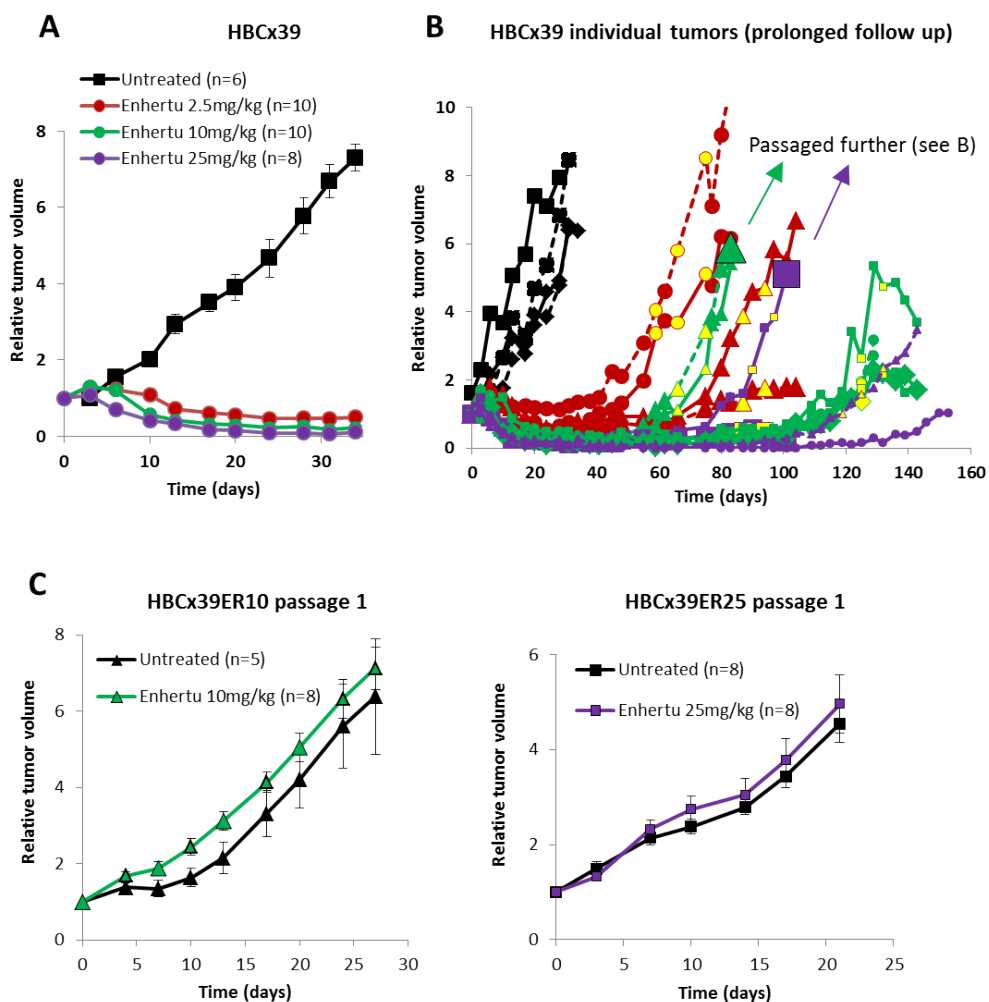 A
HBCx39
Untreated (n=6)
Enhertu 2.5mg/kg (n=10)
Enhertu 10mg/kg (n=10)
Enhertu 25mg/kg (n=8)
Relative tumor volume
8
6
4
2
0
0 10 20 30
Time (days)
B
HBCx39 individual tumors (prolonged follow up)
Passaged further (see B)
Relative tumor volume
10
8
6
4
2
0
0 20 40 60 80 100 120 140 160
Time (days)
C
HBCx39ER10 passage 1
Untreated (n=5)
Enhertu 10mg/kg (n=8)
Relative tumor volume
8
6
4
2
0
0 5 10 15 20 25 30
Time (days)
HBCx39ER25 passage 1
Untreated (n=8)
Enhertu 25mg/kg (n=8)
Relative tumor volume
6
4
2
0
0 5 10 15 20 25
Time (days)